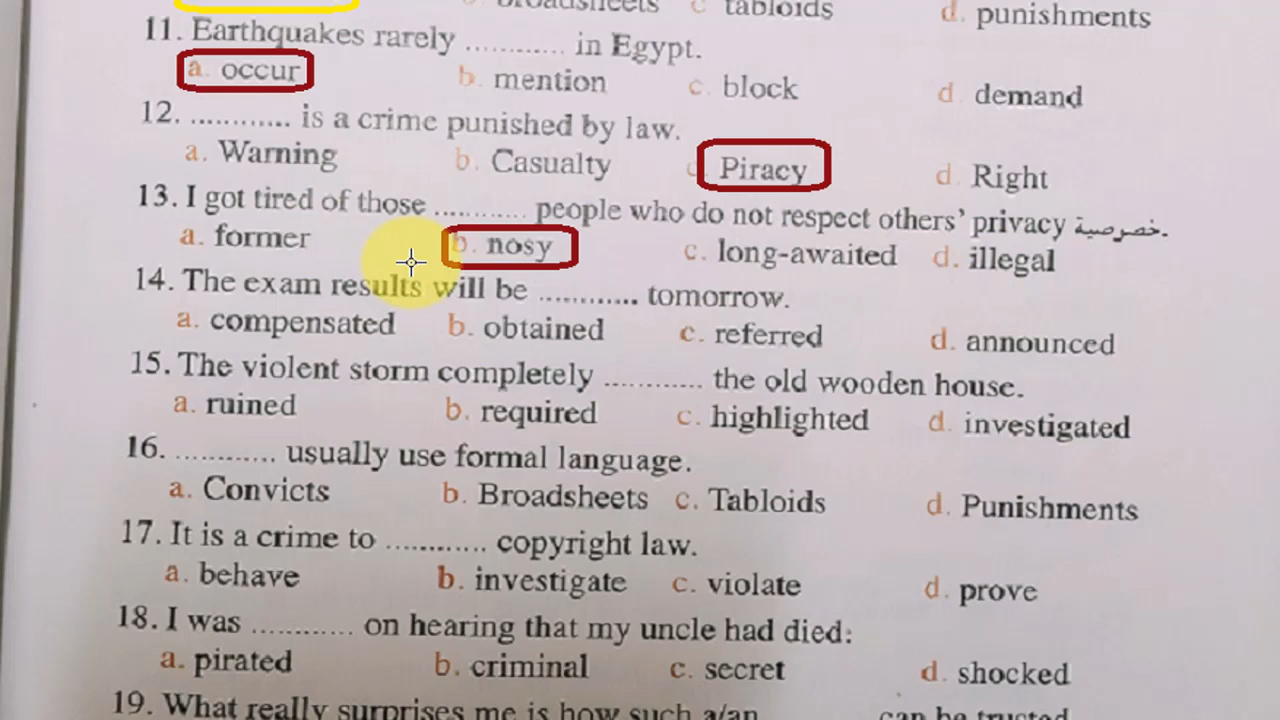 broadsheets c tabloids d. punishments
11. Earthquakes rarely ............ in Egypt.
a. occur b. mention c. block d. demand
12. ............ is a crime punished by law.
a. Warning b. Casualty c. Piracy d. Right
13. I got tired of those ............ people who do not respect others' privacy خصوصية.
a. former b. nosy c. long-awaited d. illegal
14. The exam results will be ............ tomorrow.
a. compensated b. obtained c. referred d. announced
15. The violent storm completely ............ the old wooden house.
a. ruined b. required c. highlighted d. investigated
16. ............ usually use formal language.
a. Convicts b. Broadsheets c. Tabloids d. Punishments
17. It is a crime to ............ copyright law.
a. behave b. investigate c. violate d. prove
18. I was ............ on hearing that my uncle had died:
a. pirated b. criminal c. secret d. shocked
19. What really surprises me is how such a/an ............ can be trusted